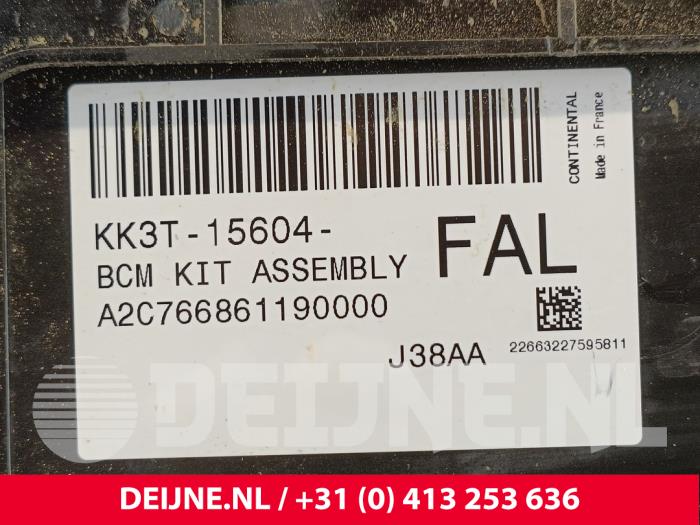 CONTINENTAL
Made in France
KK3T-15604-
FAL
BCM KIT ASSEMBLY
A2C766861190000
J38AA
22663227595811
DEIJNE.NL
DEIJNE.NL / +31 (0) 413 253 636